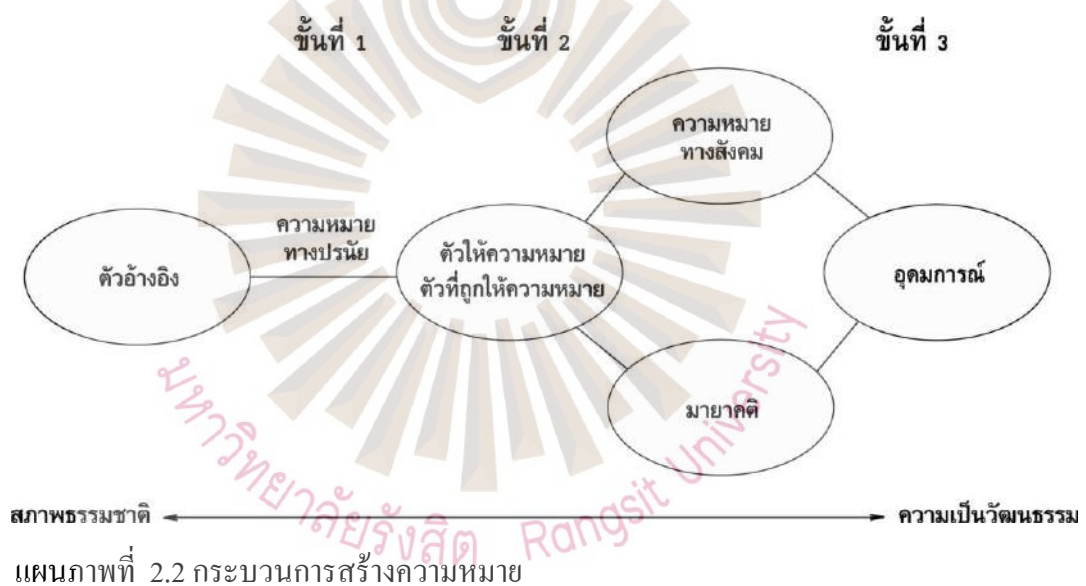 ขั้นที่ 1 ขั้นที่ 2 ขั้นที่ 3
ความหมาย
ทางสังคม
ความหมาย
ทางปรนัย
ตัวอ้างอิง
ตัวให้ความหมาย
ตัวที่ถูกให้ความหมาย
อุดมการณ์
มายาคติ
มหาวิทยาลัยรังสิต Rangsit University
สภาพธรรมชาติ ความเป็นวัฒนธรรม
แผนภาพที่ 2.2 กระบวนการสร้างความหมาย